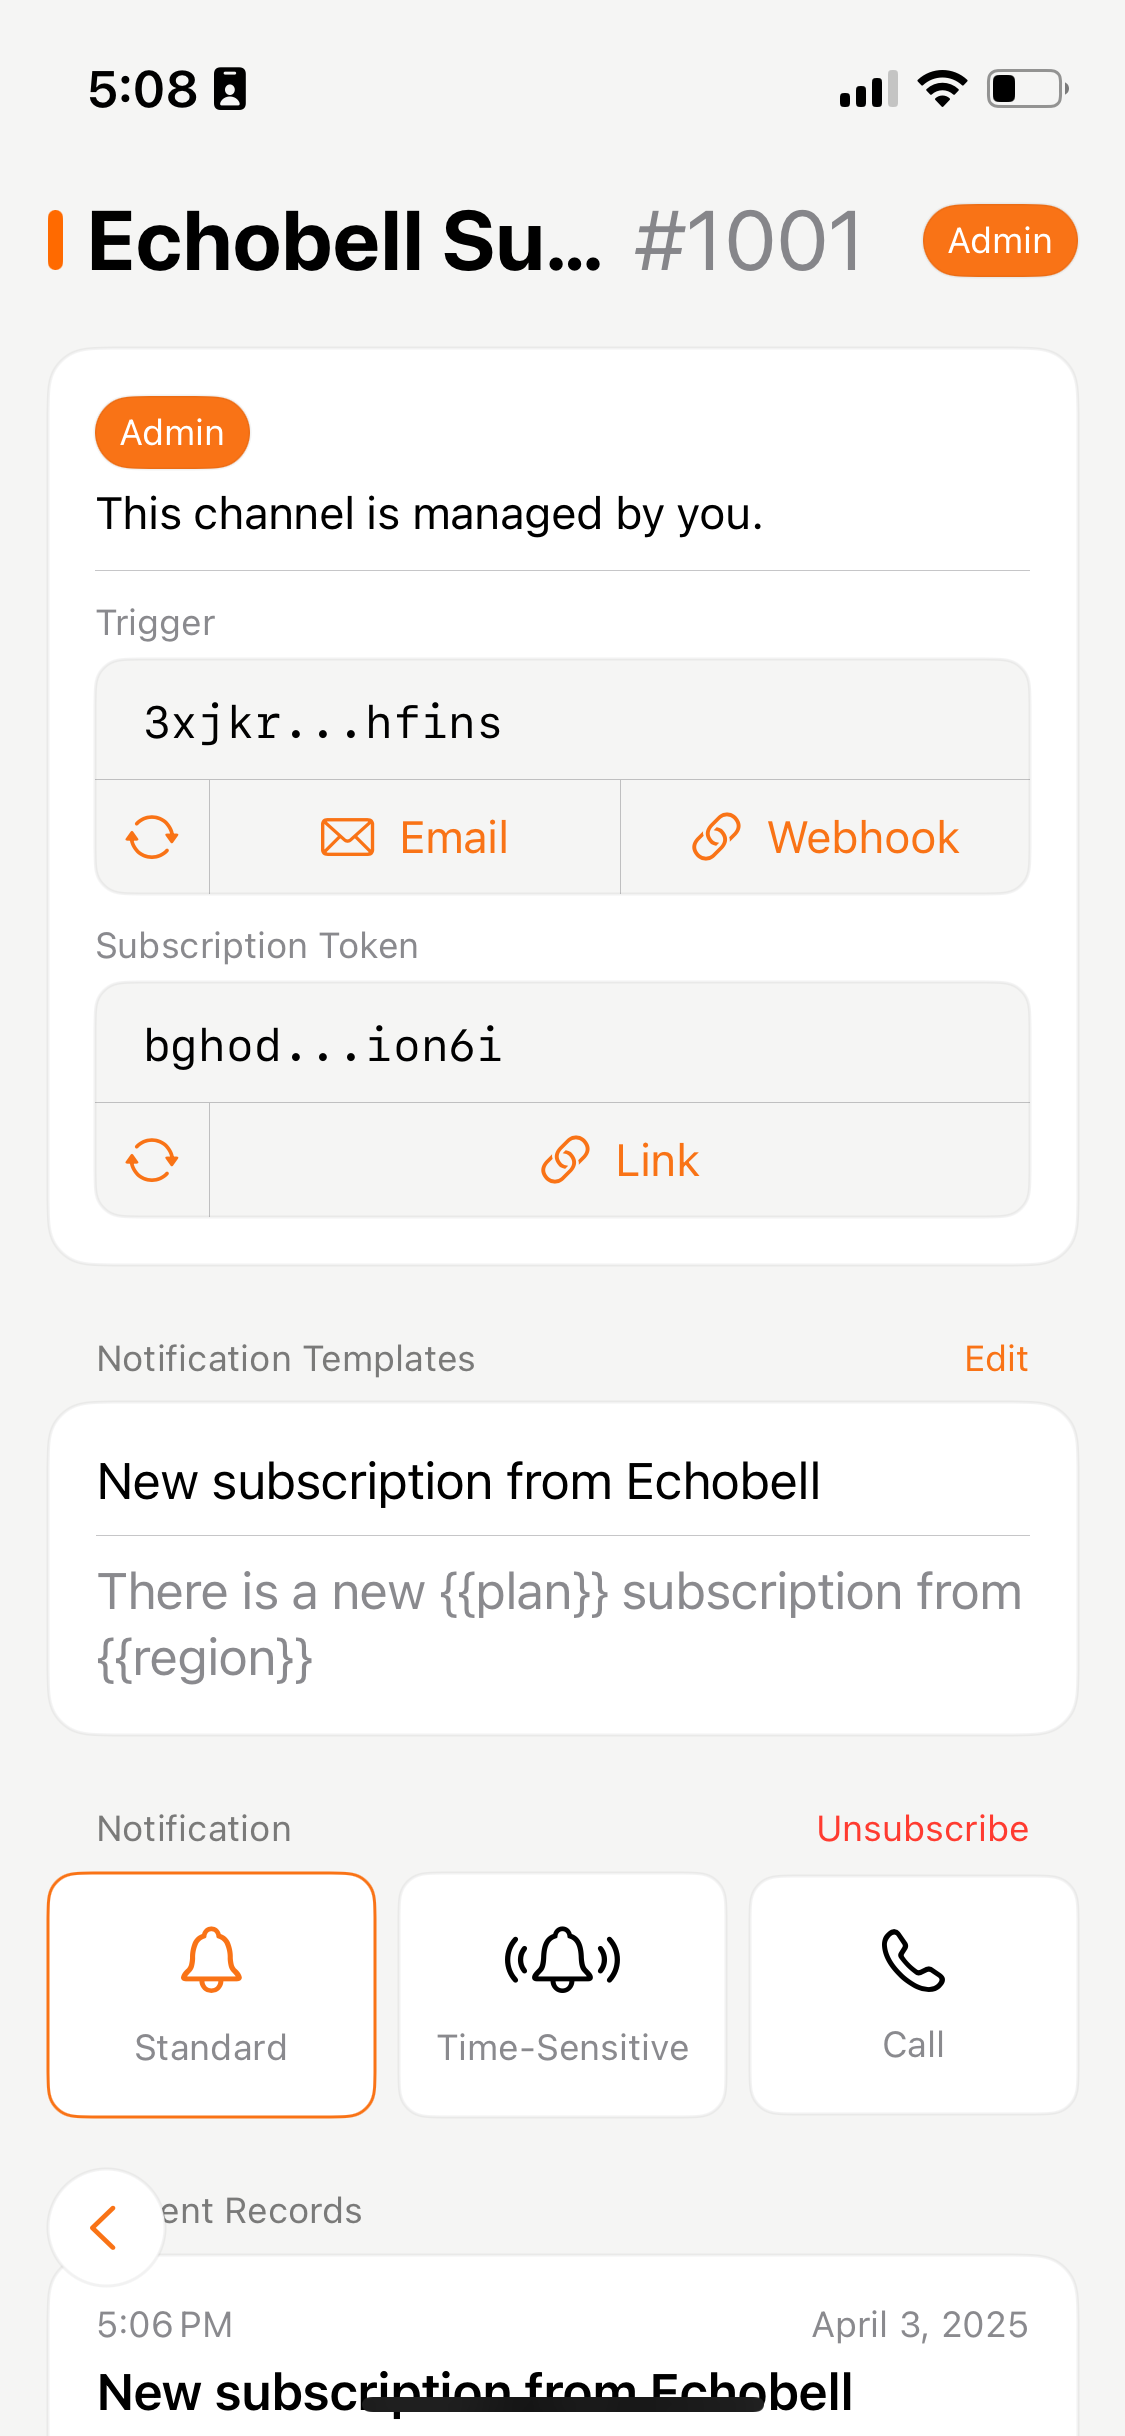 5:08
Echobell Su... #1001 Admin
Admin
This channel is managed by you.
Trigger
3xjkr...hfins
Email Webhook
Subscription Token
bghod...ion6i
Link
Notification Templates Edit
New subscription from Echobell
There is a new {{plan}} subscription from
{{region}}
Notification Unsubscribe
Standard Time-Sensitive Call
ent Records
5:06 PM April 3, 2025
New subscription from Echobell